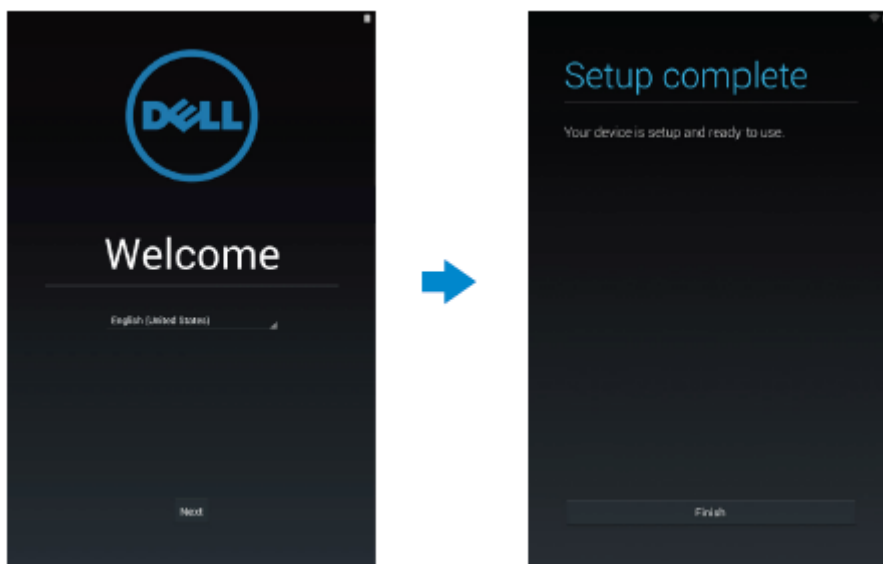 DELL
Welcome
English (United States)
Next
Setup complete
Your device is setup and ready to use.
Finish